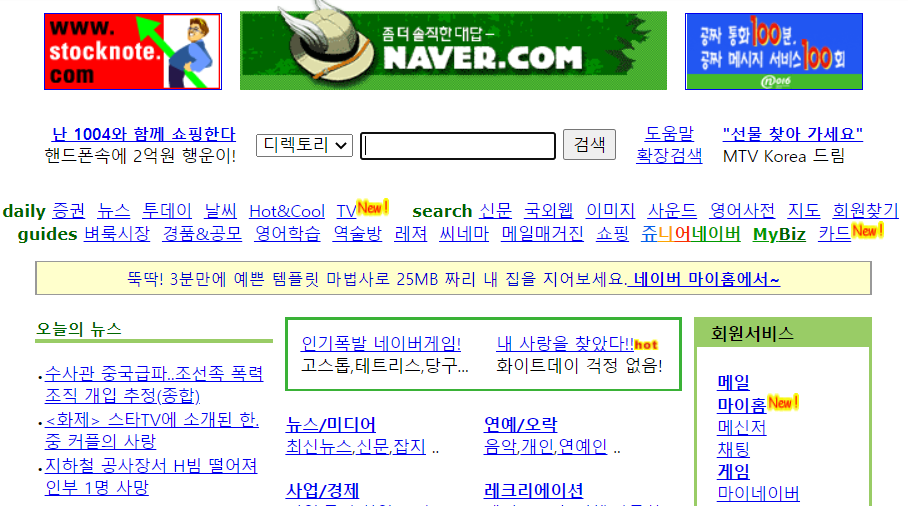 www.
stocknote.
com
좀 더 솔직한 대답 –
NAVER.COM
공짜 통화 100분.
공짜 메시지 서비스 100회
n016
난 1004와 함께 쇼핑한다
핸드폰속에 2억원 행운이!
디렉토리
검색
도움말
확장검색
"선물 찾아 가세요"
MTV Korea 드림
daily 증권 뉴스 투데이 날씨 Hot&Cool TV New! search 신문 국외웹 이미지 사운드 영어사전 지도 회원찾기
guides 벼룩시장 경품&공모 영어학습 역술방 레져 씨네마 메일매거진 쇼핑 쥬니어네이버 MyBiz 카드 New!
뚝딱! 3분만에 예쁜 템플릿 마법사로 25MB 짜리 내 집을 지어보세요. 네이버 마이홈에서~
오늘의 뉴스
수사관 중국급파..조선족 폭력
조직 개입 추정(종합)
<화제> 스타TV에 소개된 한.
중 커플의 사랑
지하철 공사장서 H빔 떨어져
인부 1명 사망
인기폭발 네이버게임!
고스톱,테트리스,당구...
내 사랑을 찾았다!! hot
화이트데이 걱정 없음!
뉴스/미디어
최신뉴스,신문,잡지 ..
연예/오락
음악,개인,연예인 ..
사업/경제
레크리에이션
회원서비스
메일
마이홈 New!
메신저
채팅
게임
마이네이버